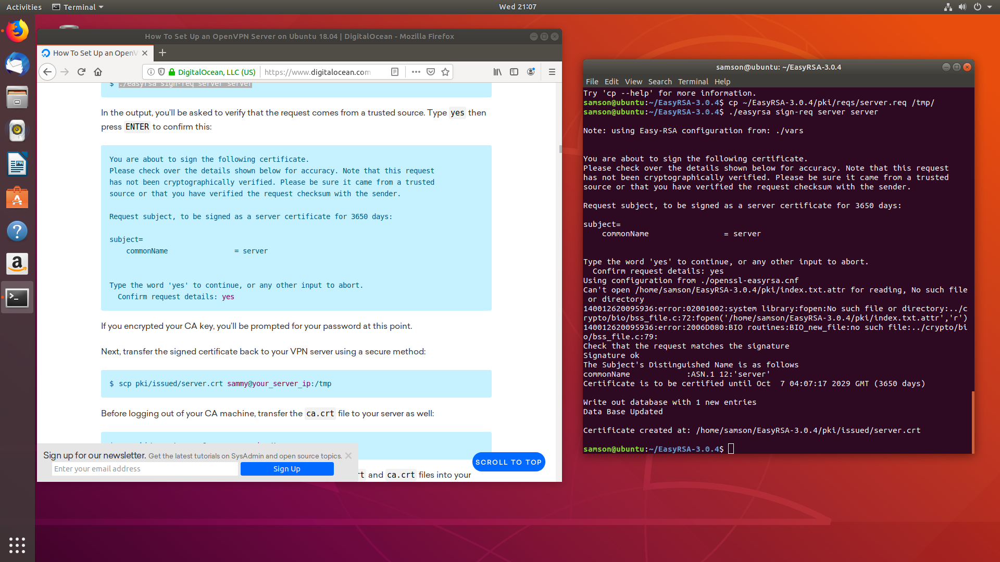 Activities
Terminal
Wed 21:07
How To Set Up an OpenVPN Server on Ubuntu 18.04 | DigitalOcean - Mozilla Firefox
How To Set Up an OpenV
DigitalOcean, LLC (US)
https://www.digitalocean.com
$ ./easyrsa sign-req server server
In the output, you'll be asked to verify that the request comes from a trusted source. Type yes then
press ENTER to confirm this:
You are about to sign the following certificate.
Please check over the details shown below for accuracy. Note that this request
has not been cryptographically verified. Please be sure it came from a trusted
source or that you have verified the request checksum with the sender.
Request subject, to be signed as a server certificate for 3650 days:
subject=
commonName = server
Type the word 'yes' to continue, or any other input to abort.
Confirm request details: yes
If you encrypted your CA key, you'll be prompted for your password at this point.
Next, transfer the signed certificate back to your VPN server using a secure method:
$ scp pki/issued/server.crt sammy@your_server_ip:/tmp
Before logging out of your CA machine, transfer the ca.crt file to your server as well:
Sign up for our newsletter. Get the latest tutorials on SysAdmin and open source topics.
Enter your email address
Sign Up
SCROLL TO TOP
rt and ca.crt files into your
samson@ubuntu: ~/EasyRSA-3.0.4
File Edit View Search Terminal Help
Try 'cp --help' for more information.
samson@ubuntu:~/EasyRSA-3.0.4$ cp ~/EasyRSA-3.0.4/pki/reqs/server.req /tmp/
samson@ubuntu:~/EasyRSA-3.0.4$ ./easyrsa sign-req server server
Note: using Easy-RSA configuration from: ./vars
You are about to sign the following certificate.
Please check over the details shown below for accuracy. Note that this request
has not been cryptographically verified. Please be sure it came from a trusted
source or that you have verified the request checksum with the sender.
Request subject, to be signed as a server certificate for 3650 days:
subject=
commonName = server
Type the word 'yes' to continue, or any other input to abort.
Confirm request details: yes
Using configuration from ./openssl-easyrsa.cnf
Can't open /home/samson/EasyRSA-3.0.4/pki/index.txt.attr for reading, No such file
or directory
140012620095936:error:02001002:system library:fopen:No such file or directory:../c
rypto/bio/bss_file.c:72:fopen('/home/samson/EasyRSA-3.0.4/pki/index.txt.attr','r')
140012620095936:error:2006D080:BIO routines:BIO_new_file:no such file:../crypto/bi
o/bss_file.c:79:
Check that the request matches the signature
Signature ok
The Subject's Distinguished Name is as follows
commonName :ASN.1 12:'server'
Certificate is to be certified until Oct  7 04:07:17 2029 GMT (3650 days)
Write out database with 1 new entries
Data Base Updated
Certificate created at: /home/samson/EasyRSA-3.0.4/pki/issued/server.crt
samson@ubuntu:~/EasyRSA-3.0.4$